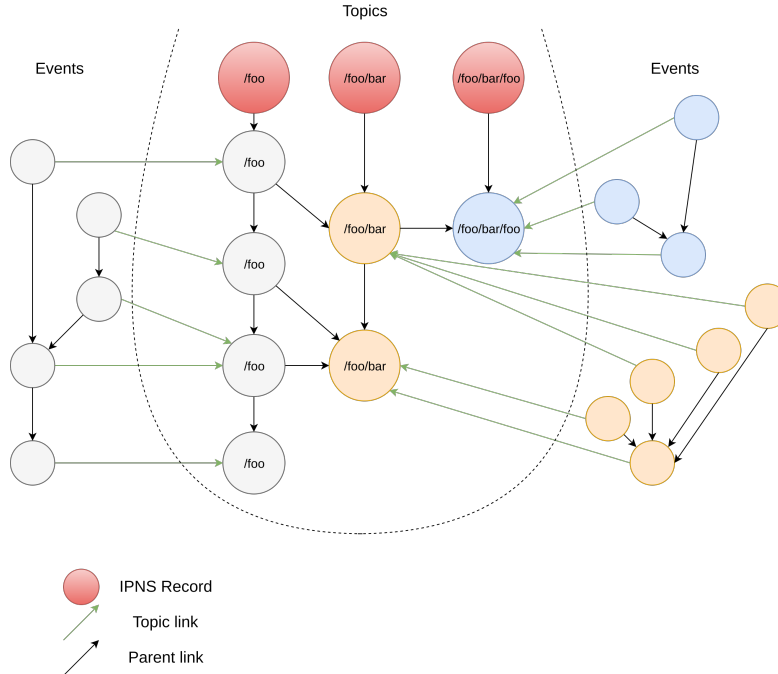 Topics
Events
Events
/foo
/foo/bar
/foo/bar/foo
/foo
/foo/bar
/foo/bar/foo
/foo
/foo
/foo/bar
/foo
IPNS Record
Topic link
Parent link